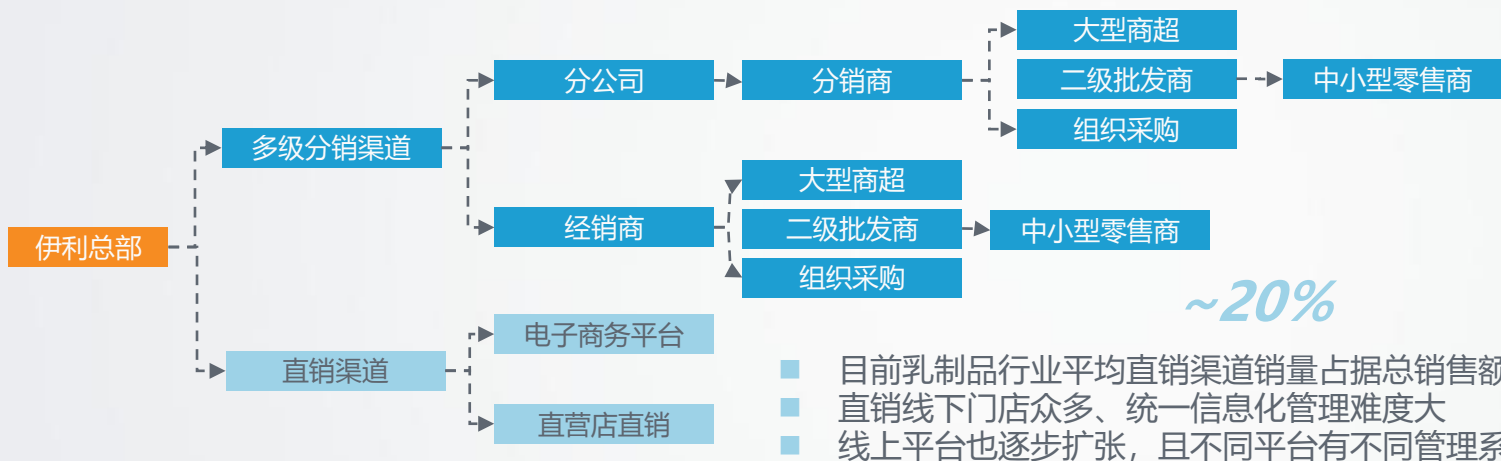 大型商超
分公司
分销商
二级批发商
中小型零售商
组织采购
多级分销渠道
大型商超
经销商
二级批发商
中小型零售商
组织采购
伊利总部
~20%
电子商务平台
直销渠道
直营店直销
目前乳制品行业平均直销渠道销量占据总销售额
直销线下门店众多、统一信息化管理难度大
线上平台也逐步扩张，且不同平台有不同管理系